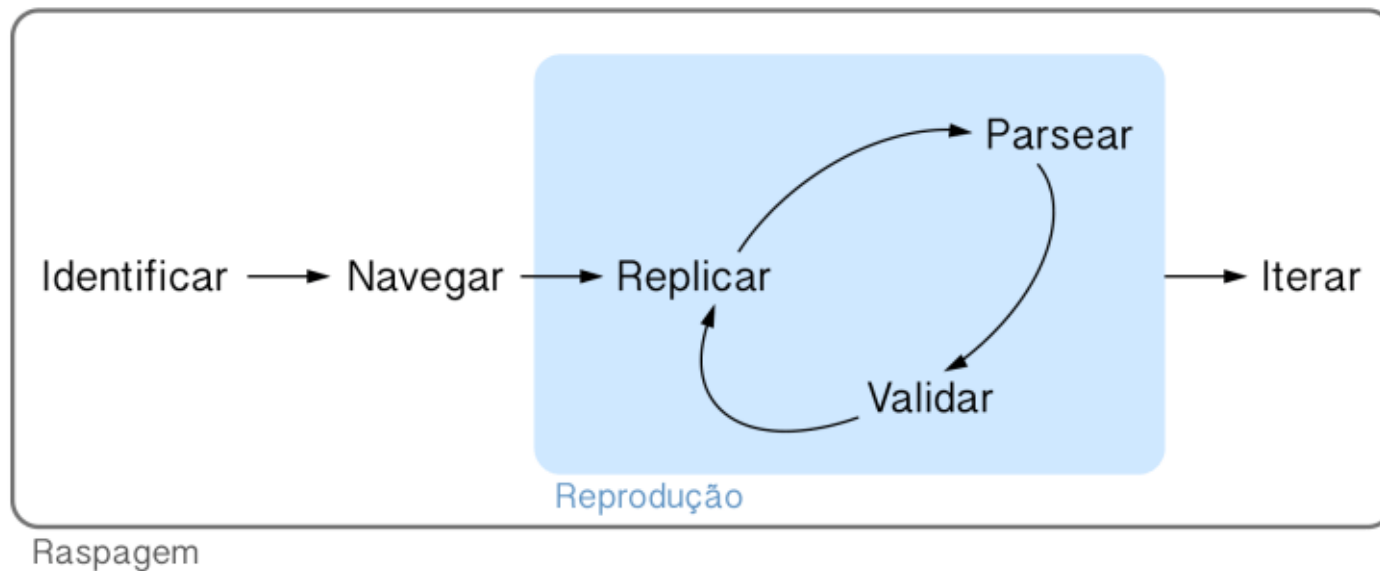 Parsear
Identificar
Navegar
Replicar
Iterar
Validar
Reprodução
Raspagem